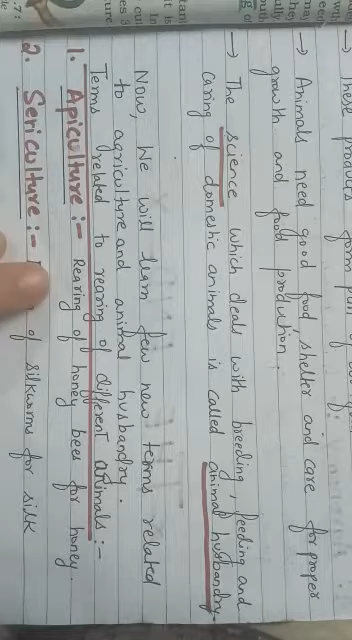 → These products form part of
→ Animals need good food, shelter and care for proper
growth and food production.
→ The science which deals with breeding, feeding and
caring of domestic animals is called animal husbandry.
Now, We will learn few new terms related
to agriculture and animal husbandry.
Terms related to rearing of different animals :-
1. Apiculture :- Rearing of honey bees for honey.
2. Sericulture :- of silkworms for silk